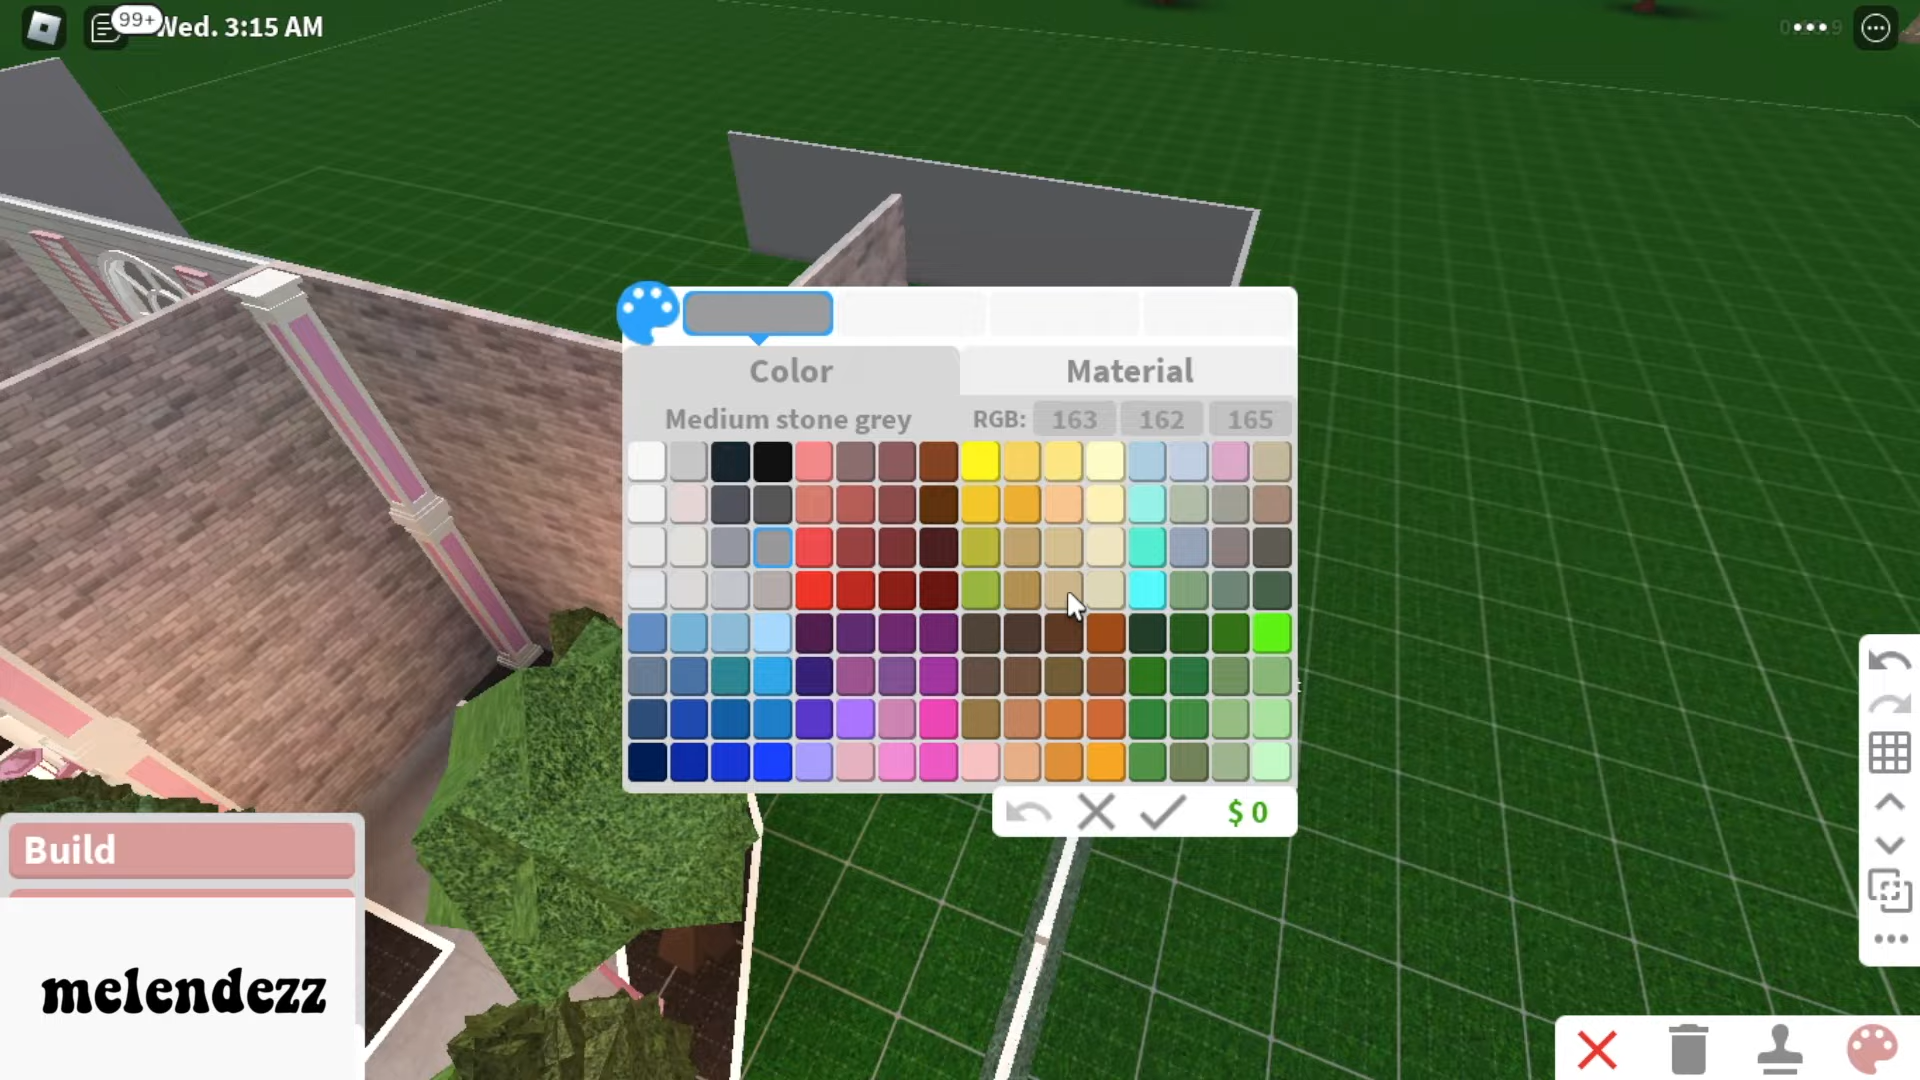 99+
Wed. 3:15 AM
Color
Material
Medium stone grey
RGB: 163 162 165
$ 0
Build
melendezz